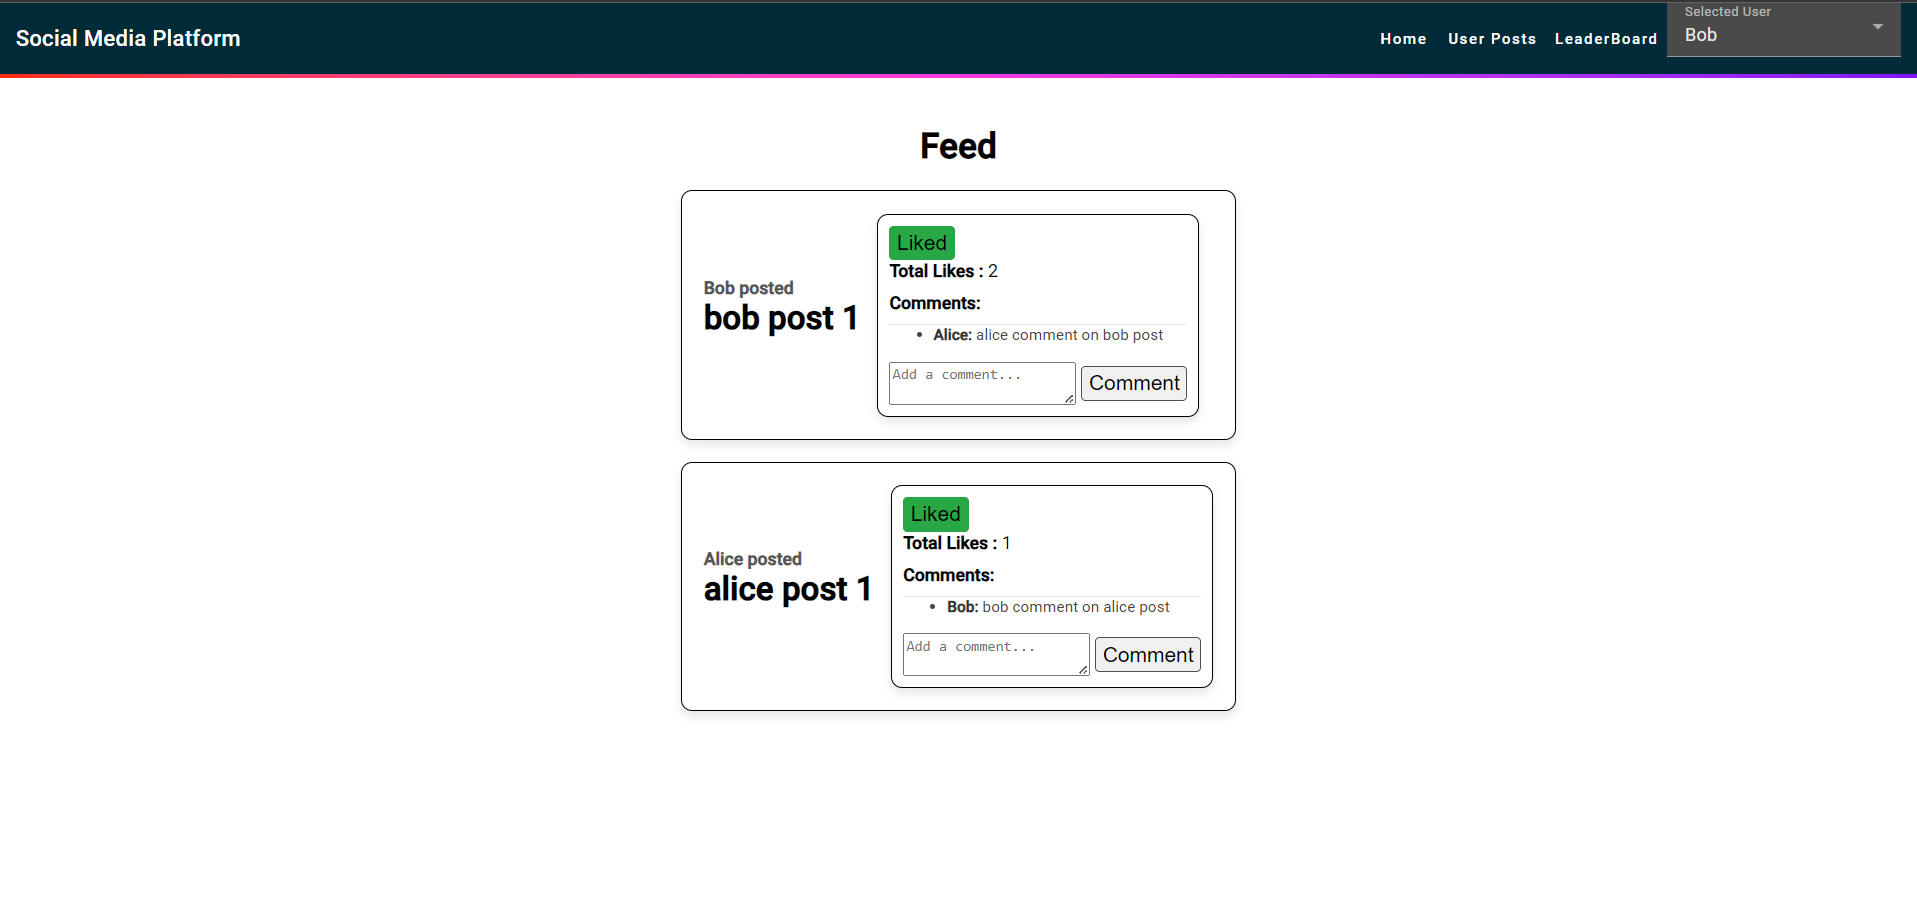 Social Media Platform
Home User Posts LeaderBoard
Selected User
Bob
Feed
Bob posted
bob post 1
Liked
Total Likes : 2
Comments:
Alice: alice comment on bob post
Add a comment...
Comment
Alice posted
alice post 1
Liked
Total Likes : 1
Comments:
Bob: bob comment on alice post
Add a comment...
Comment